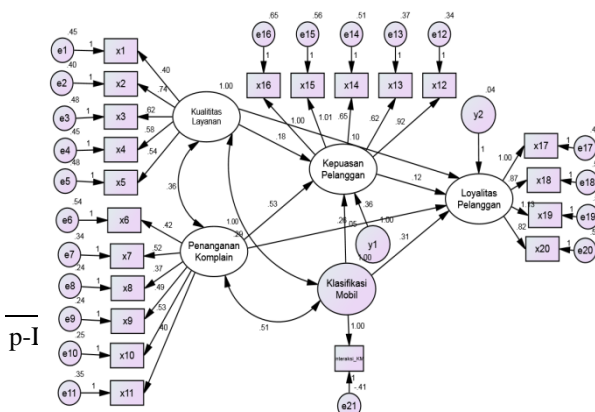 .65 .56 .51 .37 .34
e16 e15 e14 e13 e12
1 1 1 1 1
x16 x15 x14 x13 x12
1.00 1.01 .65 .62 .92
.45
e1 1 x1
.40
.40
e2 1 x2
.74
.48
e3 1 x3
.62
.45
e4 1 x4
.58
.48
e5 1 x5
.54
Kualititas
Layanan
1.00
.18
.10
Kepuasan
Pelanggan
.04
y2
1
.12
Loyalitas
Pelanggan
1.00 x17 1 e17
.87 x18 1 e18
1.13 x19 1 e19
.82 x20 1 e20
.36
.53
.36
1.00
y1
.05
.31
.54
e6 1 x6
.42
.34
e7 1 x7
.52
.24
e8 1 x8
.37
.49
.24
e9 1 x9
.53
.25
e10 1 x10
.40
.35
e11 1 x11
1.00
Penanganan
Komplain
.51
1.00
Klasifikasi
Mobil
1.00
Interaksi_KM
1
-.41
e21